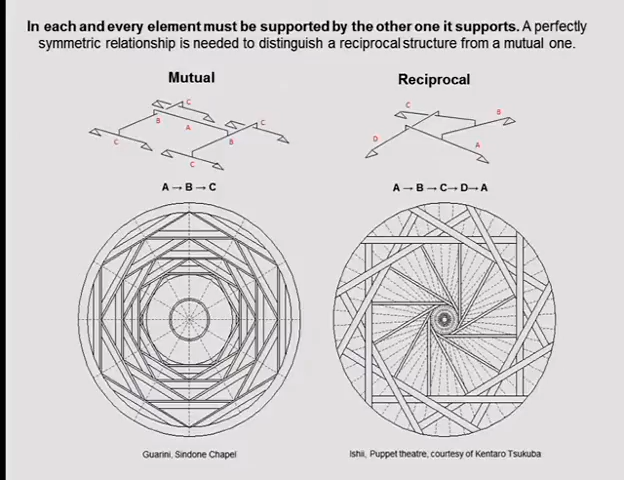 In each and every element must be supported by the other one it supports. A perfectly
symmetric relationship is needed to distinguish a reciprocal structure from a mutual one.
Mutual
Reciprocal
C
B
A
C
B
C
C
C
B
D
A
A → B → C
A → B → C → D → A
Guarini, Sindone Chapel
Ishii, Puppet theatre, courtesy of Kentaro Tsukuba